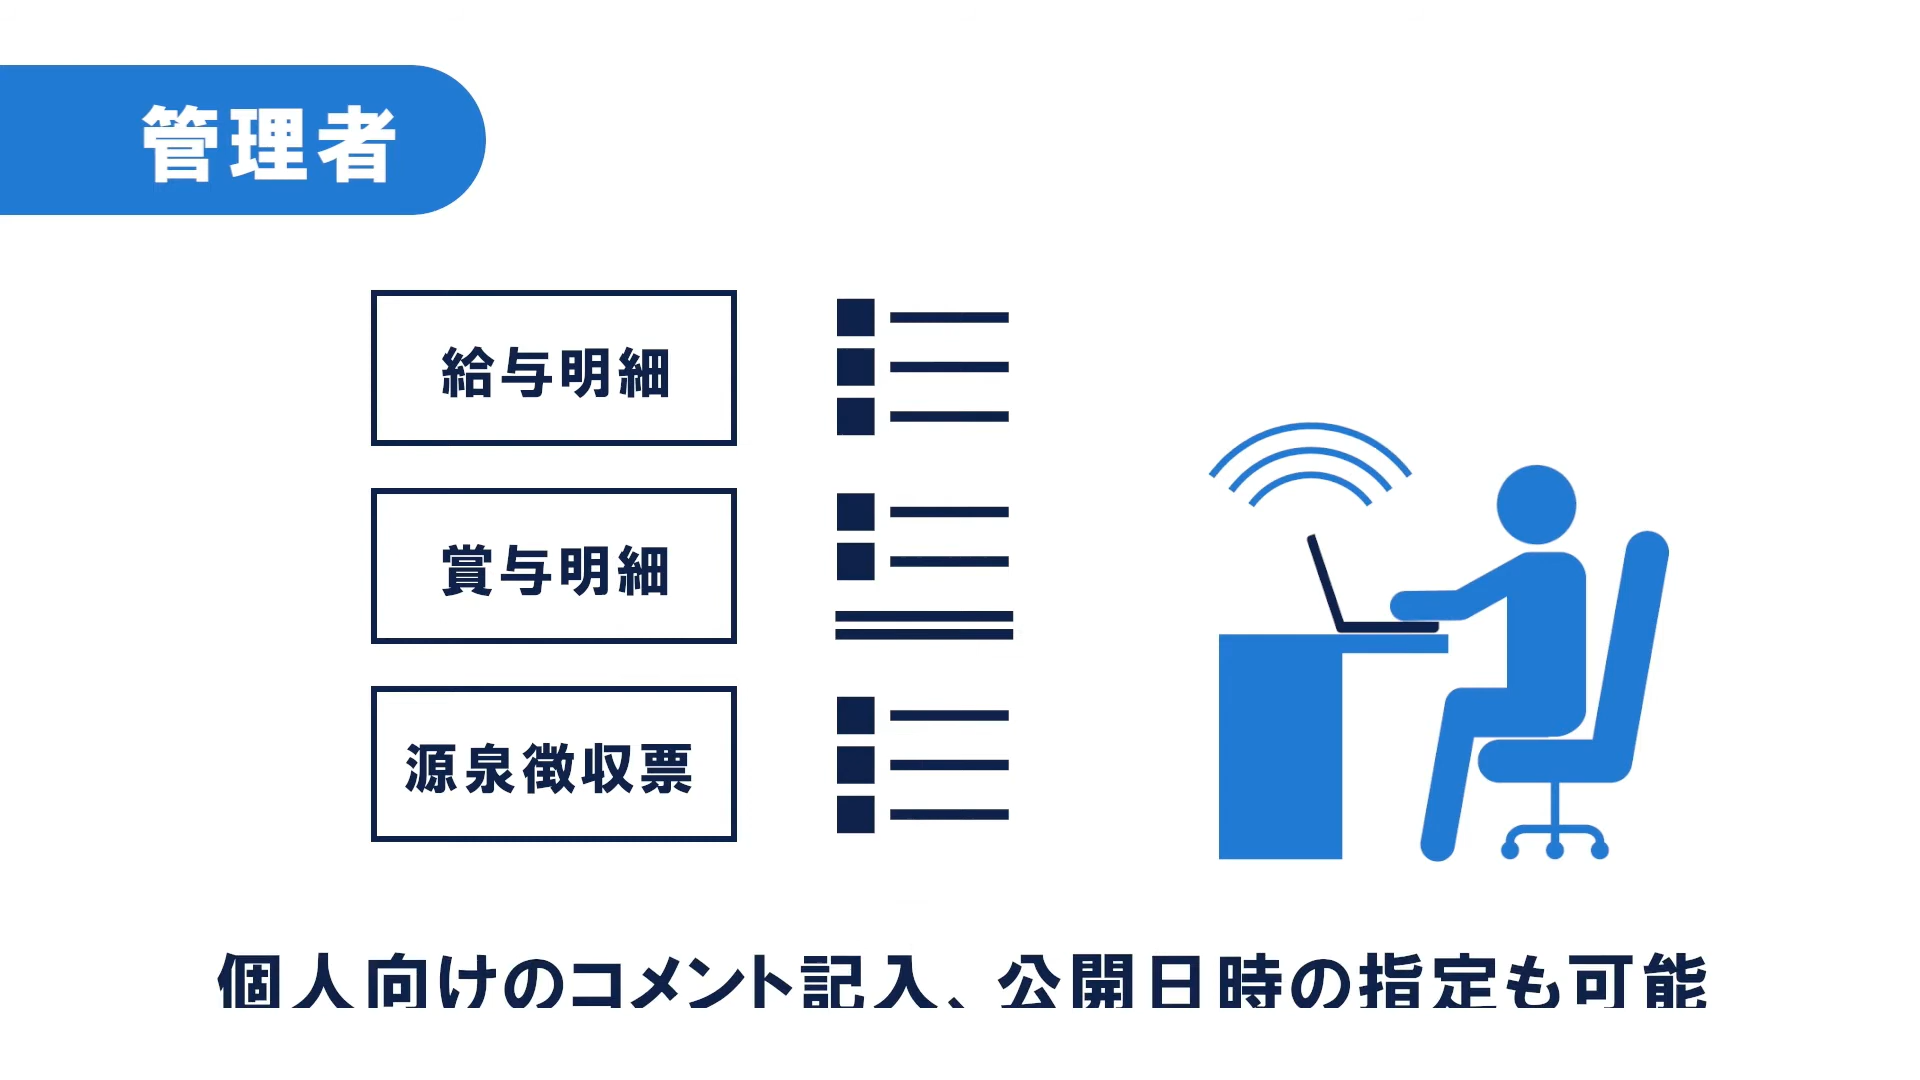 管理者
給与明細
賞与明細
源泉徴収票
個人向けのコメント記入、公開日時の指定も可能